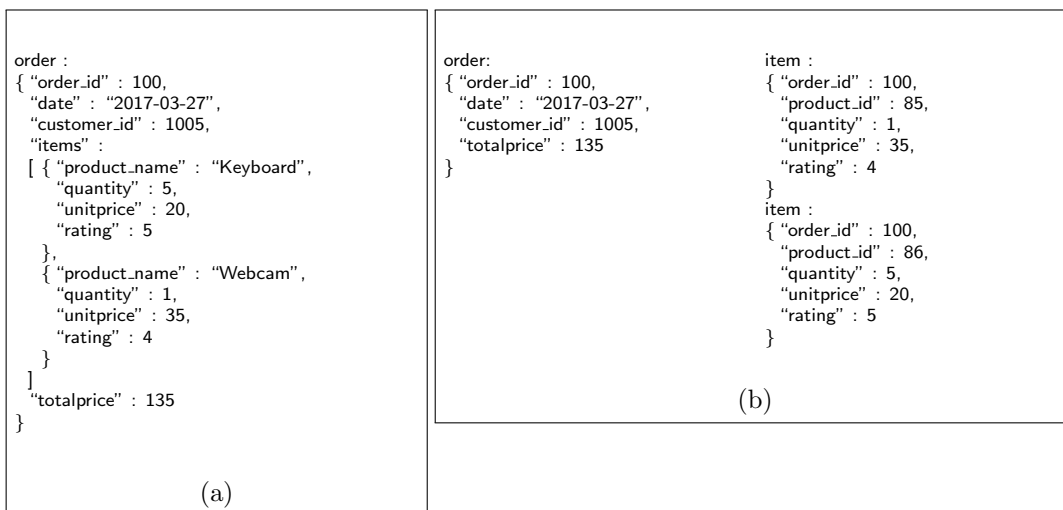 order :
{ “order_id” : 100,
“date” : “2017-03-27”,
“customer_id” : 1005,
“items” :
[ { “product_name” : “Keyboard”,
“quantity” : 5,
“unitprice” : 20,
“rating” : 5
},
{ “product_name” : “Webcam”,
“quantity” : 1,
“unitprice” : 35,
“rating” : 4
}
]
“totalprice” : 135
}
(a)
order:
{ “order_id” : 100,
“date” : “2017-03-27”,
“customer_id” : 1005,
“totalprice” : 135
}
item :
{ “order_id” : 100,
“product_id” : 85,
“quantity” : 1,
“unitprice” : 35,
“rating” : 4
}
item :
{ “order_id” : 100,
“product_id” : 86,
“quantity” : 5,
“unitprice” : 20,
“rating” : 5
}
(b)